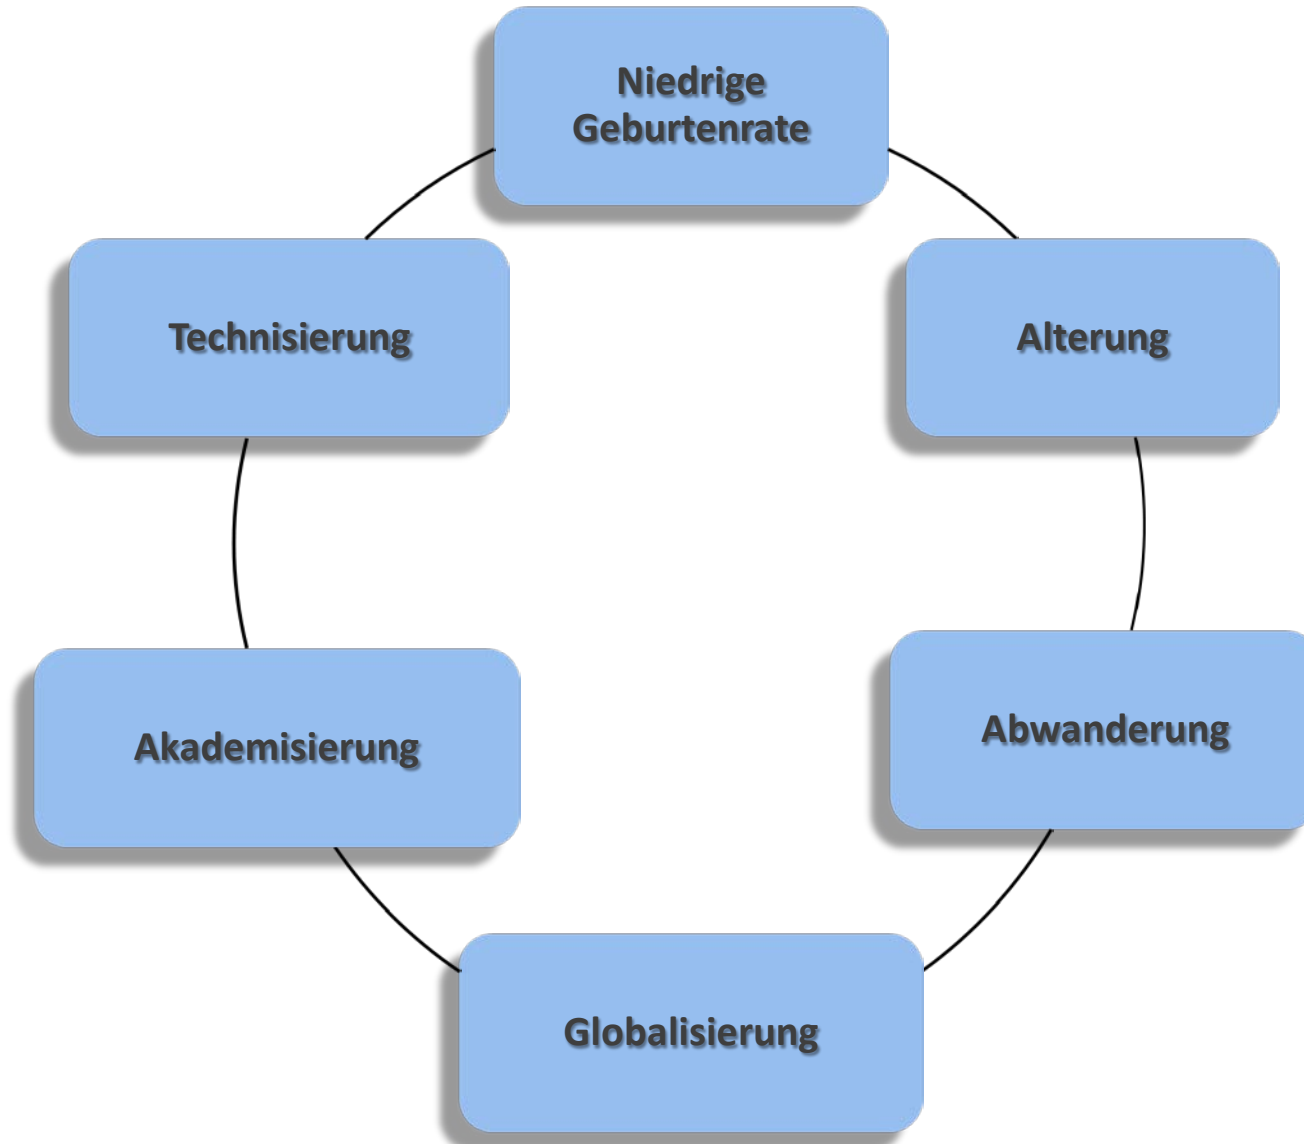 Niedrige
Geburtenrate
Technisierung
Alterung
Akademisierung
Abwanderung
Globalisierung